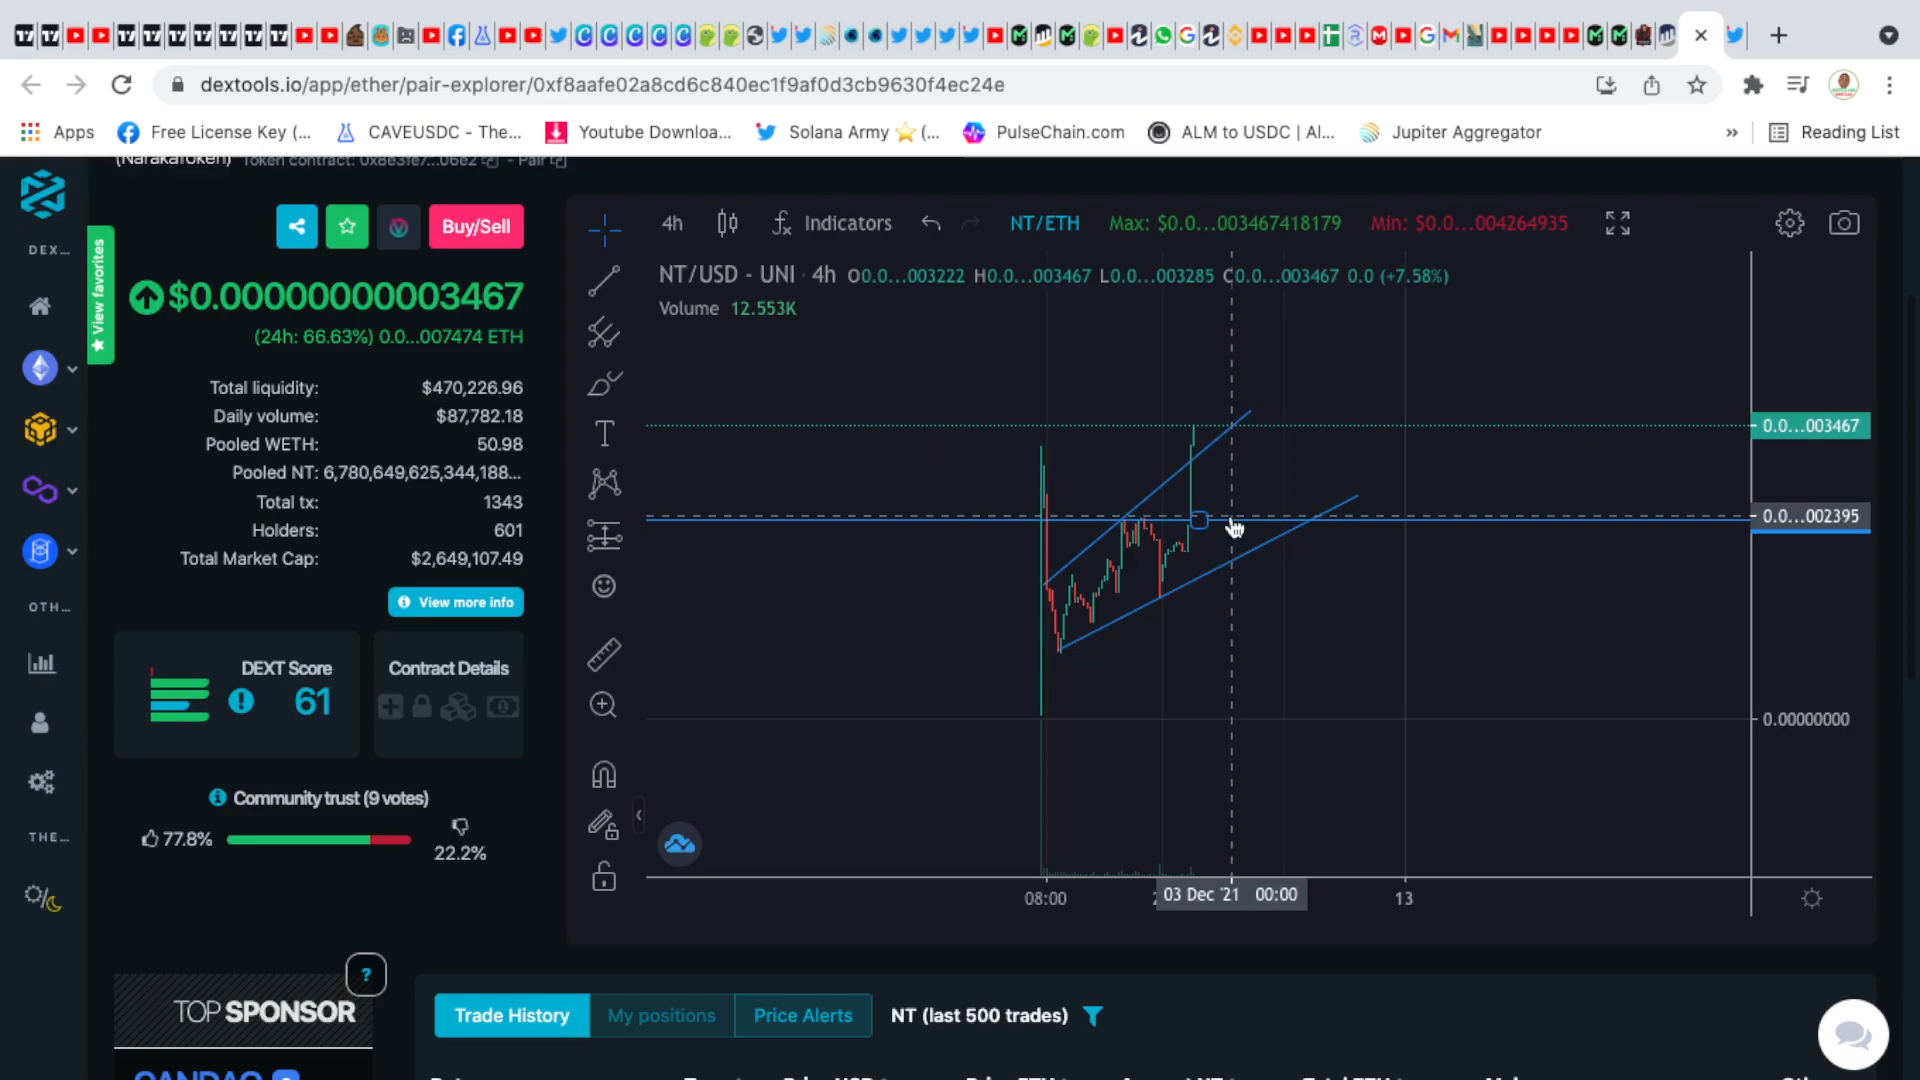 dextools.io/app/ether/pair-explorer/0xf8aafe02a8cd6c840ec1f9af0d3cb9630f4ec24e
Apps
Free License Key (...
CAVEUSDC - The...
Youtube Downloa...
Solana Army ⭐ (...
PulseChain.com
ALM to USDC | Al...
Jupiter Aggregator
»
Reading List
(NarakaToken) Token contract: 0x8e3fe7...06e2 - Pair
DEX...
View favorites
Buy/Sell
$0.00000000003467
(24h: 66.63%) 0.0...007474 ETH
Total liquidity: $470,226.96
Daily volume: $87,782.18
Pooled WETH: 50.98
Pooled NT: 6,780,649,625,344,188...
Total tx: 1343
Holders: 601
Total Market Cap: $2,649,107.49
View more info
OTH...
DEXT Score
61
Contract Details
Community trust (9 votes)
77.8%
22.2%
THE...
4h
Indicators
NT/ETH
Max: $0.0...003467418179
Min: $0.0...004264935
NT/USD - UNI 4h O0.0...003222 H0.0...003467 L0.0...003285 C0.0...003467 0.0 (+7.58%)
Volume 12.553K
0.0...003467
0.0...002395
0.00000000
08:00
03 Dec '21 00:00
13
?
TOP SPONSOR
Trade History
My positions
Price Alerts
NT (last 500 trades)